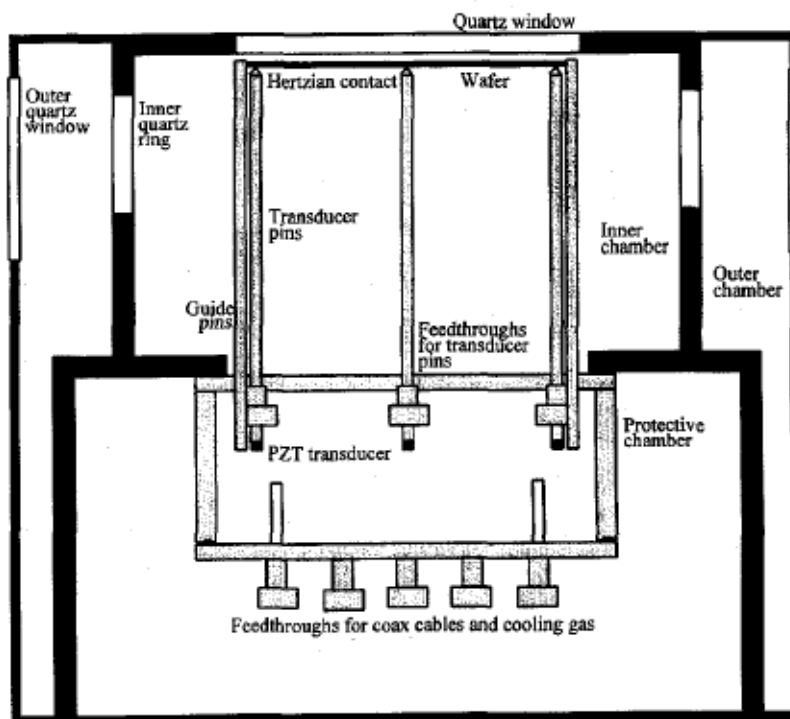 Quartz window
Outer
quartz
window
Inner
quartz
ring
Hertzian contact
Wafer
Transducer
pins
Inner
chamber
Outer
chamber
Guide
pins
Feedthroughs
for transducer
pins
Protective
chamber
PZT transducer
Feedthroughs for coax cables and cooling gas